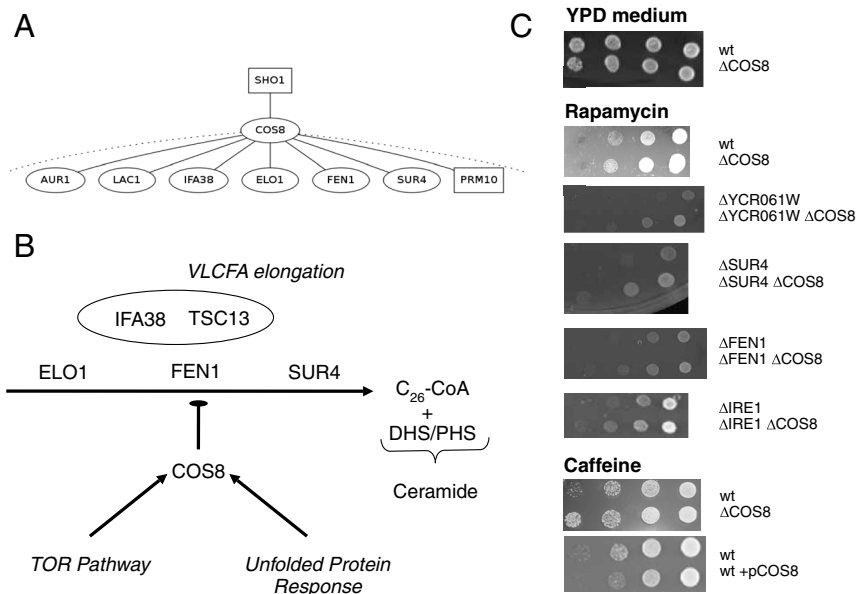 A
SHO1
COS8
AUR1 LAC1 IFA38 ELO1 FEN1 SUR4 PRM10
B
VLCFA elongation
IFA38 TSC13
ELO1 FEN1 SUR4
C26-CoA
+
DHS/PHS
Ceramide
COS8
TOR Pathway
Unfolded Protein
Response
C
YPD medium
wt
ΔCOS8
Rapamycin
wt
ΔCOS8
ΔYCR061W
ΔYCR061W ΔCOS8
ΔSUR4
ΔSUR4 ΔCOS8
ΔFEN1
ΔFEN1 ΔCOS8
ΔIRE1
ΔIRE1 ΔCOS8
Caffeine
wt
ΔCOS8
wt
wt +pCOS8